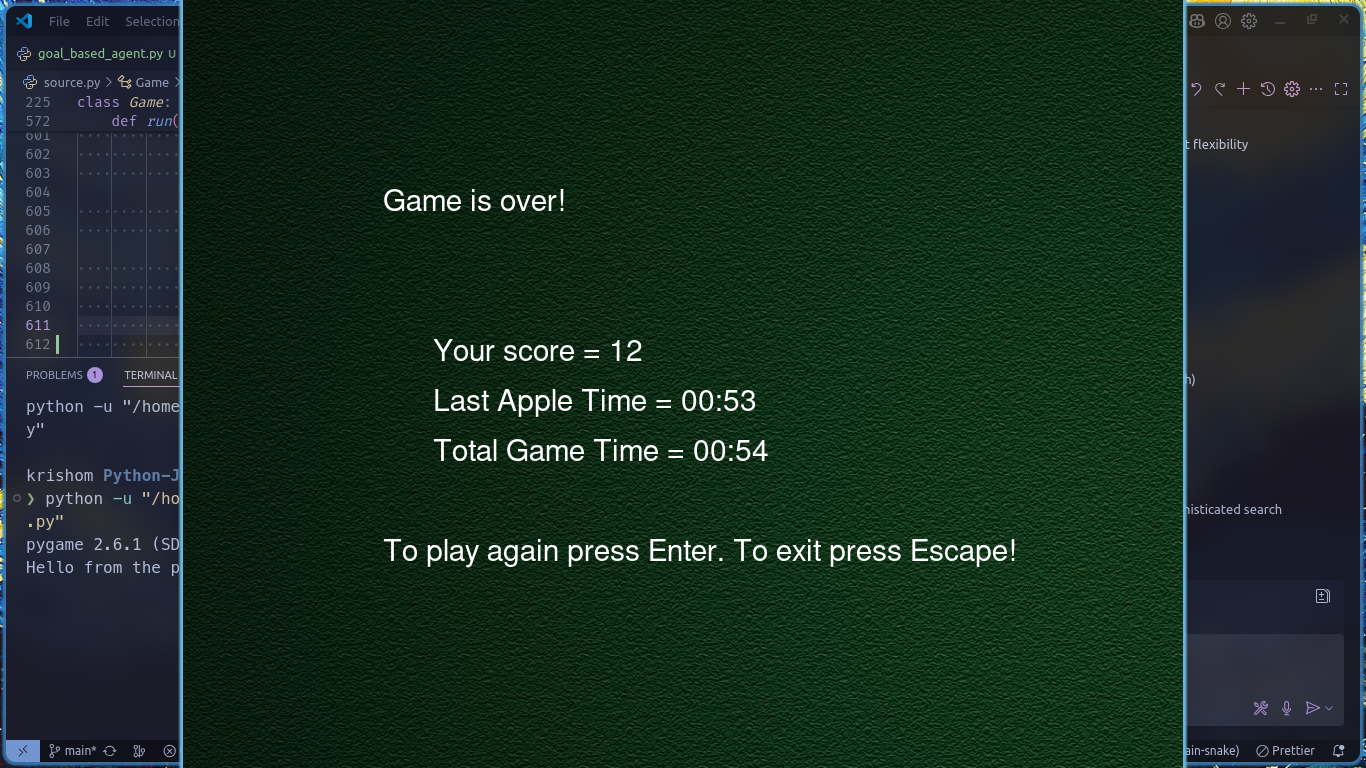 File Edit Selection
goal_based_agent.py U
source.py > Game >
225 class Game:
572 def run(
601
602
603
604
605
606
607
608
609
610
611
612
PROBLEMS 1 TERMINAL
python -u "/home
y"
krishom Python-J
❯ python -u "/ho
.py"
pygame 2.6.1 (SD
Hello from the p
main*
Game is over!
Your score = 12
Last Apple Time = 00:53
Total Game Time = 00:54
To play again press Enter. To exit press Escape!
t flexibility
n)
histicated search
ain-snake) Prettier